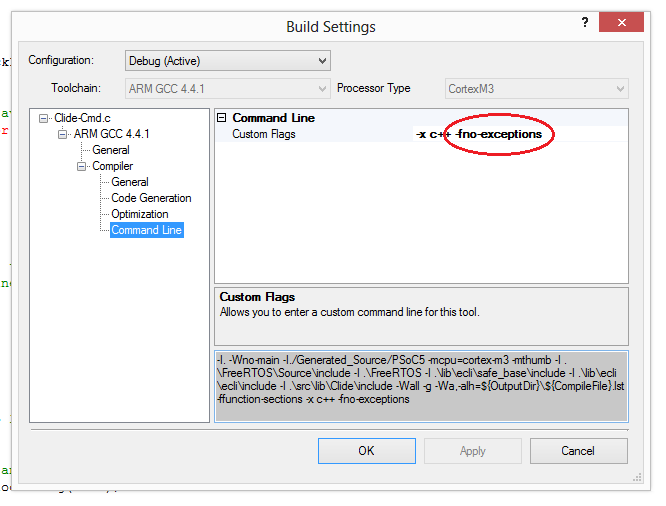 Build Settings
?
x
Configuration:
Debug (Active)
Toolchain:
ARM GCC 4.4.1
Processor Type
CortexM3
Clide-Cmd.c
ARM GCC 4.4.1
General
Compiler
General
Code Generation
Optimization
Command Line
Command Line
Custom Flags
-x c++ -fno-exceptions
Custom Flags
Allows you to enter a custom command line for this tool.
-I. -Wno-main -I./Generated_Source/PSoC5 -mcpu=cortex-m3 -mthumb -I .
\FreeRTOS\Source\include -I .\FreeRTOS -I .\lib\ecli\safe_base\include -I .\lib\ecli
\ecli\include -I .\src\lib\Clide\include -Wall -g -Wa,-alh=${OutputDir}\${CompileFile}.lst
-ffunction-sections -x c++ -fno-exceptions
OK
Apply
Cancel